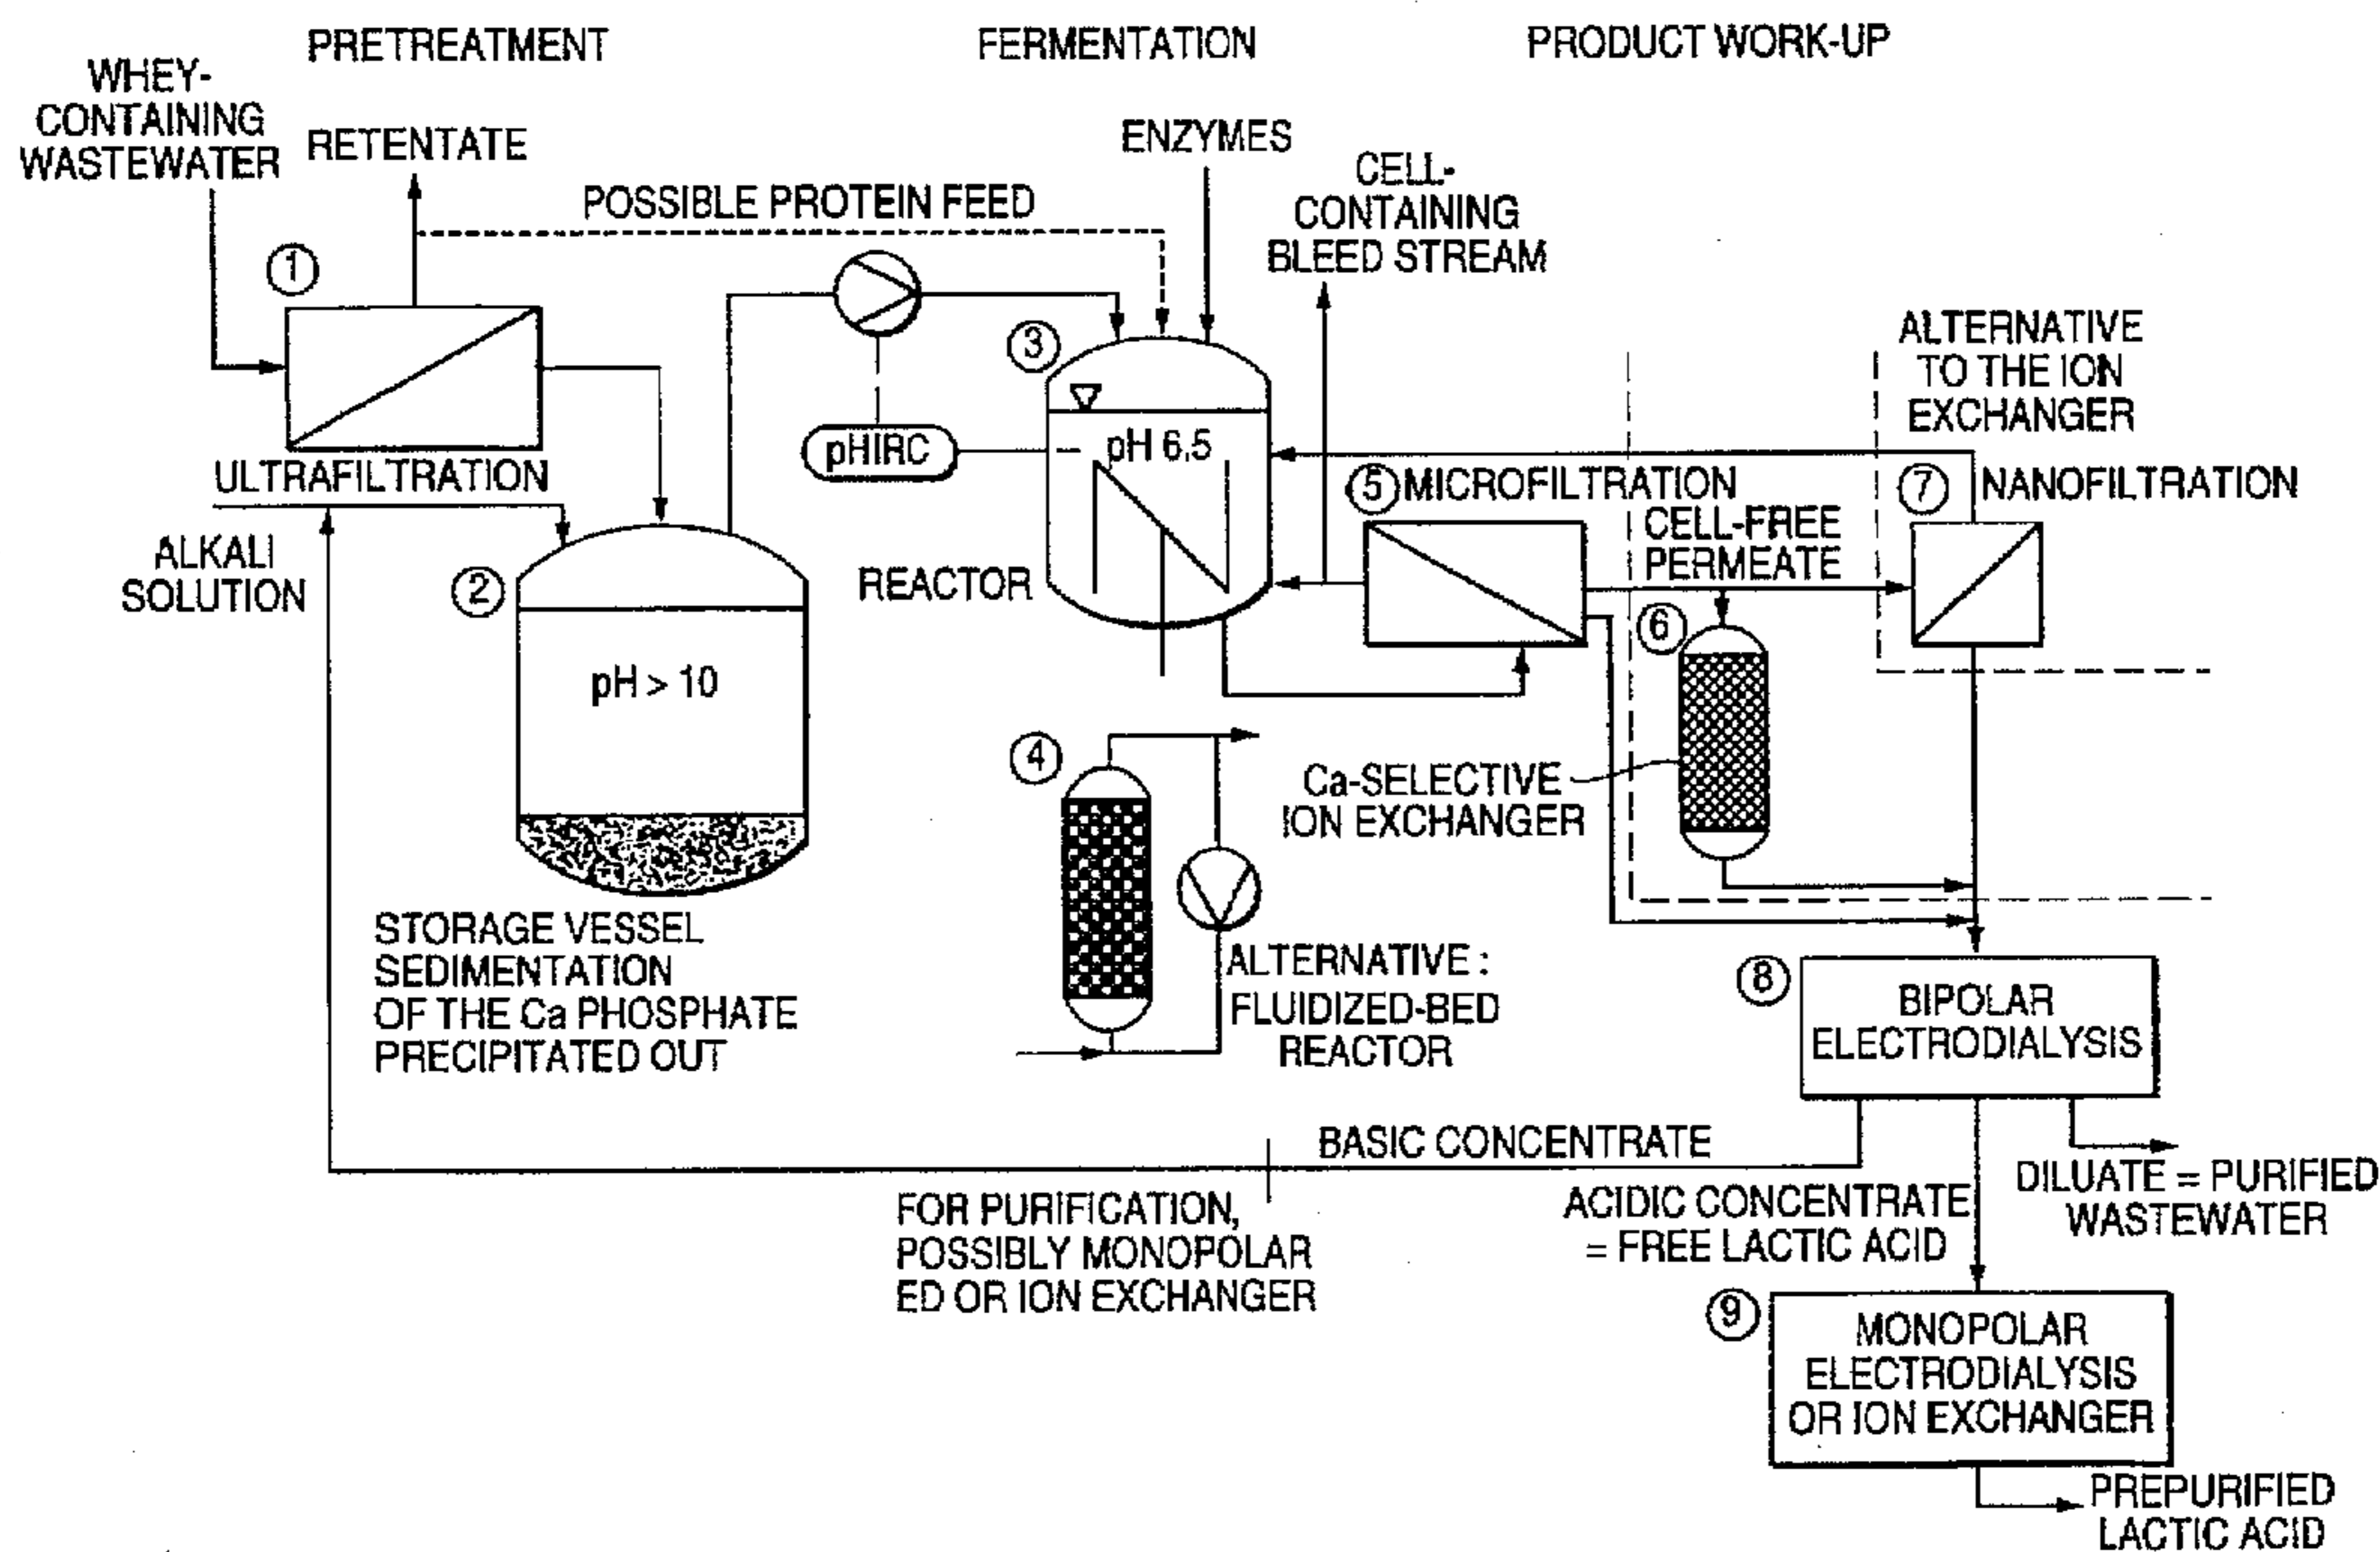 PRETREATMENT
FERMENTATION
PRODUCT WORK-UP
WHEY-
CONTAINING
WASTEWATER
RETENTATE
POSSIBLE PROTEIN FEED
ENZYMES
CELL-
CONTAINING
BLEED STREAM
1
3
ALTERNATIVE
TO THE ION
EXCHANGER
pHIRC
pH 6.5
ULTRAFILTRATION
5 MICROFILTRATION
7 NANOFILTRATION
CELL-FREE
PERMEATE
ALKALI
SOLUTION
2
REACTOR
6
pH > 10
4
Ca-SELECTIVE
ION EXCHANGER
STORAGE VESSEL
SEDIMENTATION
OF THE Ca PHOSPHATE
PRECIPITATED OUT
ALTERNATIVE :
FLUIDIZED-BED
REACTOR
8
BIPOLAR
ELECTRODIALYSIS
BASIC CONCENTRATE
FOR PURIFICATION,
POSSIBLY MONOPOLAR
ED OR ION EXCHANGER
ACIDIC CONCENTRATE
= FREE LACTIC ACID
DILUATE = PURIFIED
WASTEWATER
9
MONOPOLAR
ELECTRODIALYSIS
OR ION EXCHANGER
PREPURIFIED
LACTIC ACID